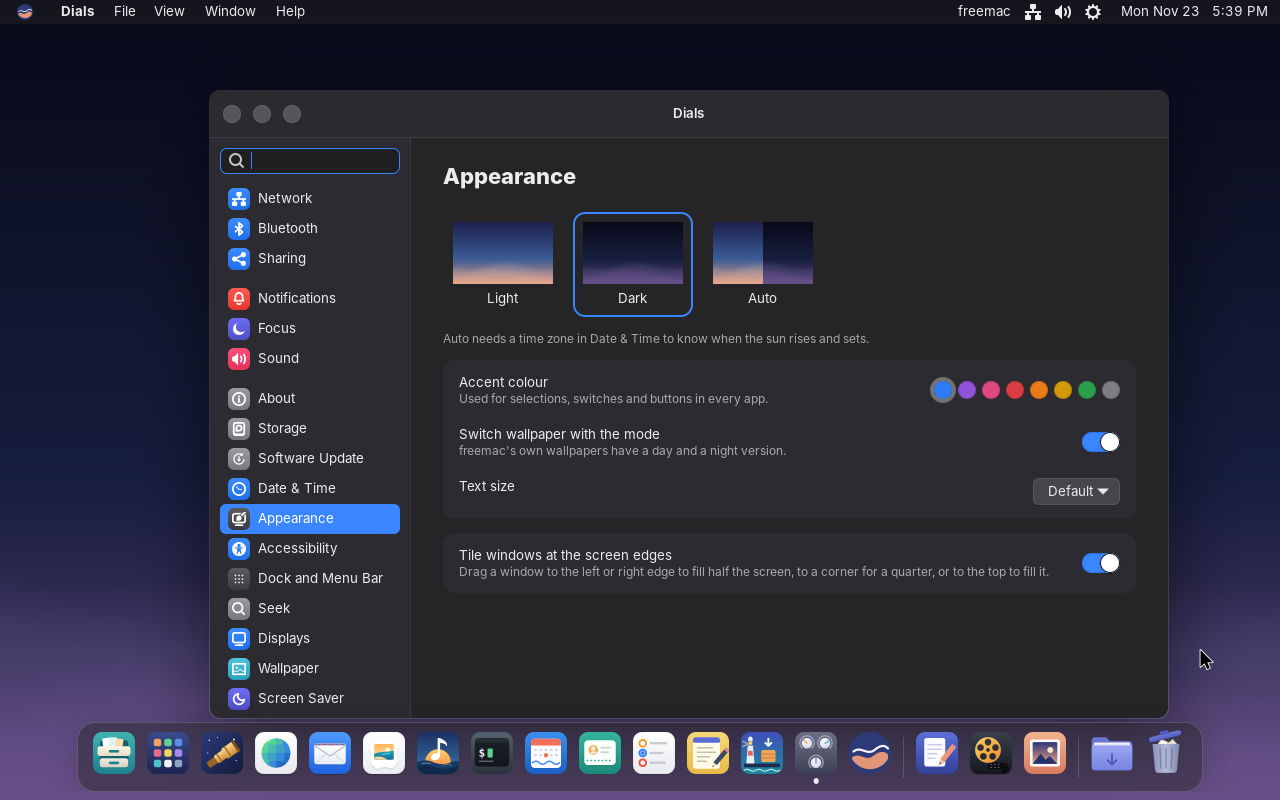 Dials File View Window Help freemac Mon Nov 23 5:39 PM
Dials
Network
Bluetooth
Sharing
Notifications
Focus
Sound
About
Storage
Software Update
Date & Time
Appearance
Accessibility
Dock and Menu Bar
Seek
Displays
Wallpaper
Screen Saver
Appearance
Light Dark Auto
Auto needs a time zone in Date & Time to know when the sun rises and sets.
Accent colour
Used for selections, switches and buttons in every app.
Switch wallpaper with the mode
freemac's own wallpapers have a day and a night version.
Text size Default
Tile windows at the screen edges
Drag a window to the left or right edge to fill half the screen, to a corner for a quarter, or to the top to fill it.
$